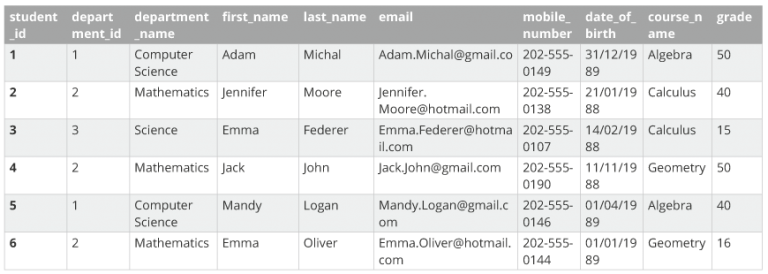 student_id department_id department_name first_name last_name email mobile_number date_of_birth course_name grade
1 1 Computer Science Adam Michal Adam.Michal@gmail.co 202-555-0149 31/12/1989 Algebra 50
2 2 Mathematics Jennifer Moore Jennifer. Moore@hotmail.com 202-555-0138 21/01/1988 Calculus 40
3 3 Science Emma Federer Emma.Federer@hotmail.com 202-555-0107 14/02/1988 Calculus 15
4 2 Mathematics Jack John Jack.John@gmail.com 202-555-0190 11/11/1988 Geometry 50
5 1 Computer Science Mandy Logan Mandy.Logan@gmail.com 202-555-0146 01/04/1989 Algebra 40
6 2 Mathematics Emma Oliver Emma.Oliver@hotmail.com 202-555-0144 01/01/1989 Geometry 16